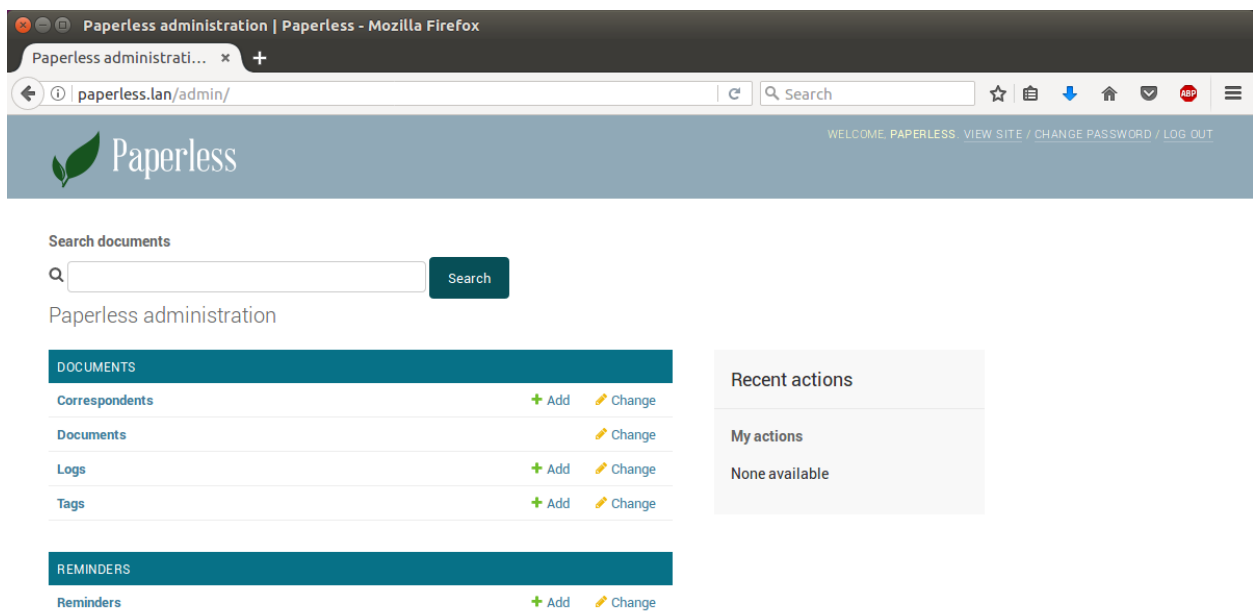 Paperless administration | Paperless - Mozilla Firefox
Paperless administrati… ×
paperless.lan/admin/ Search ABP
WELCOME, PAPERLESS. VIEW SITE / CHANGE PASSWORD / LOG OUT
Paperless
Search documents
Search
Paperless administration
DOCUMENTS
Correspondents Add Change
Documents Change
Logs Add Change
Tags Add Change
Recent actions
My actions
None available
REMINDERS
Reminders Add Change